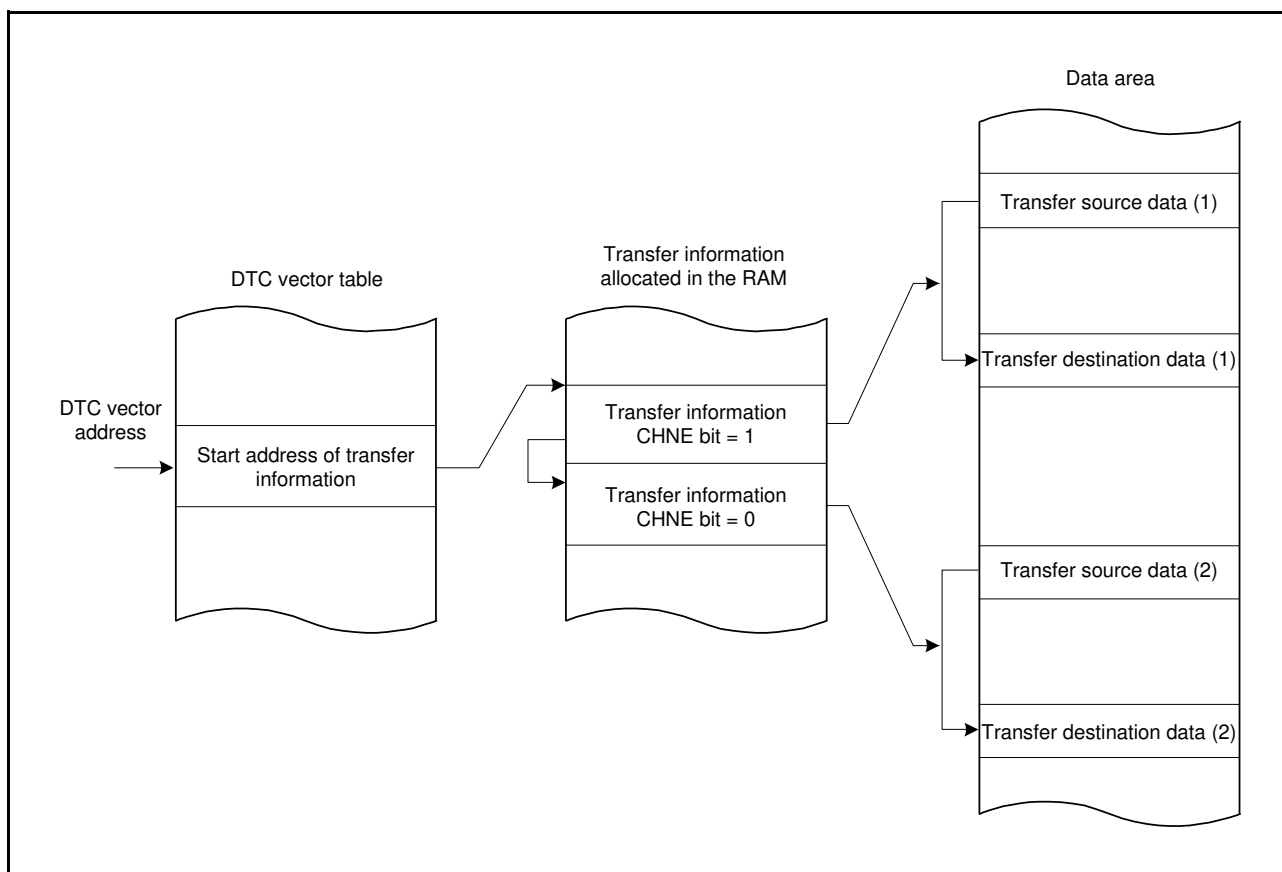 Data area
Transfer source data (1)
Transfer information
allocated in the RAM
DTC vector table
Transfer destination data (1)
DTC vector
address
Transfer information
CHNE bit = 1
Start address of transfer
information
Transfer information
CHNE bit = 0
Transfer source data (2)
Transfer destination data (2)